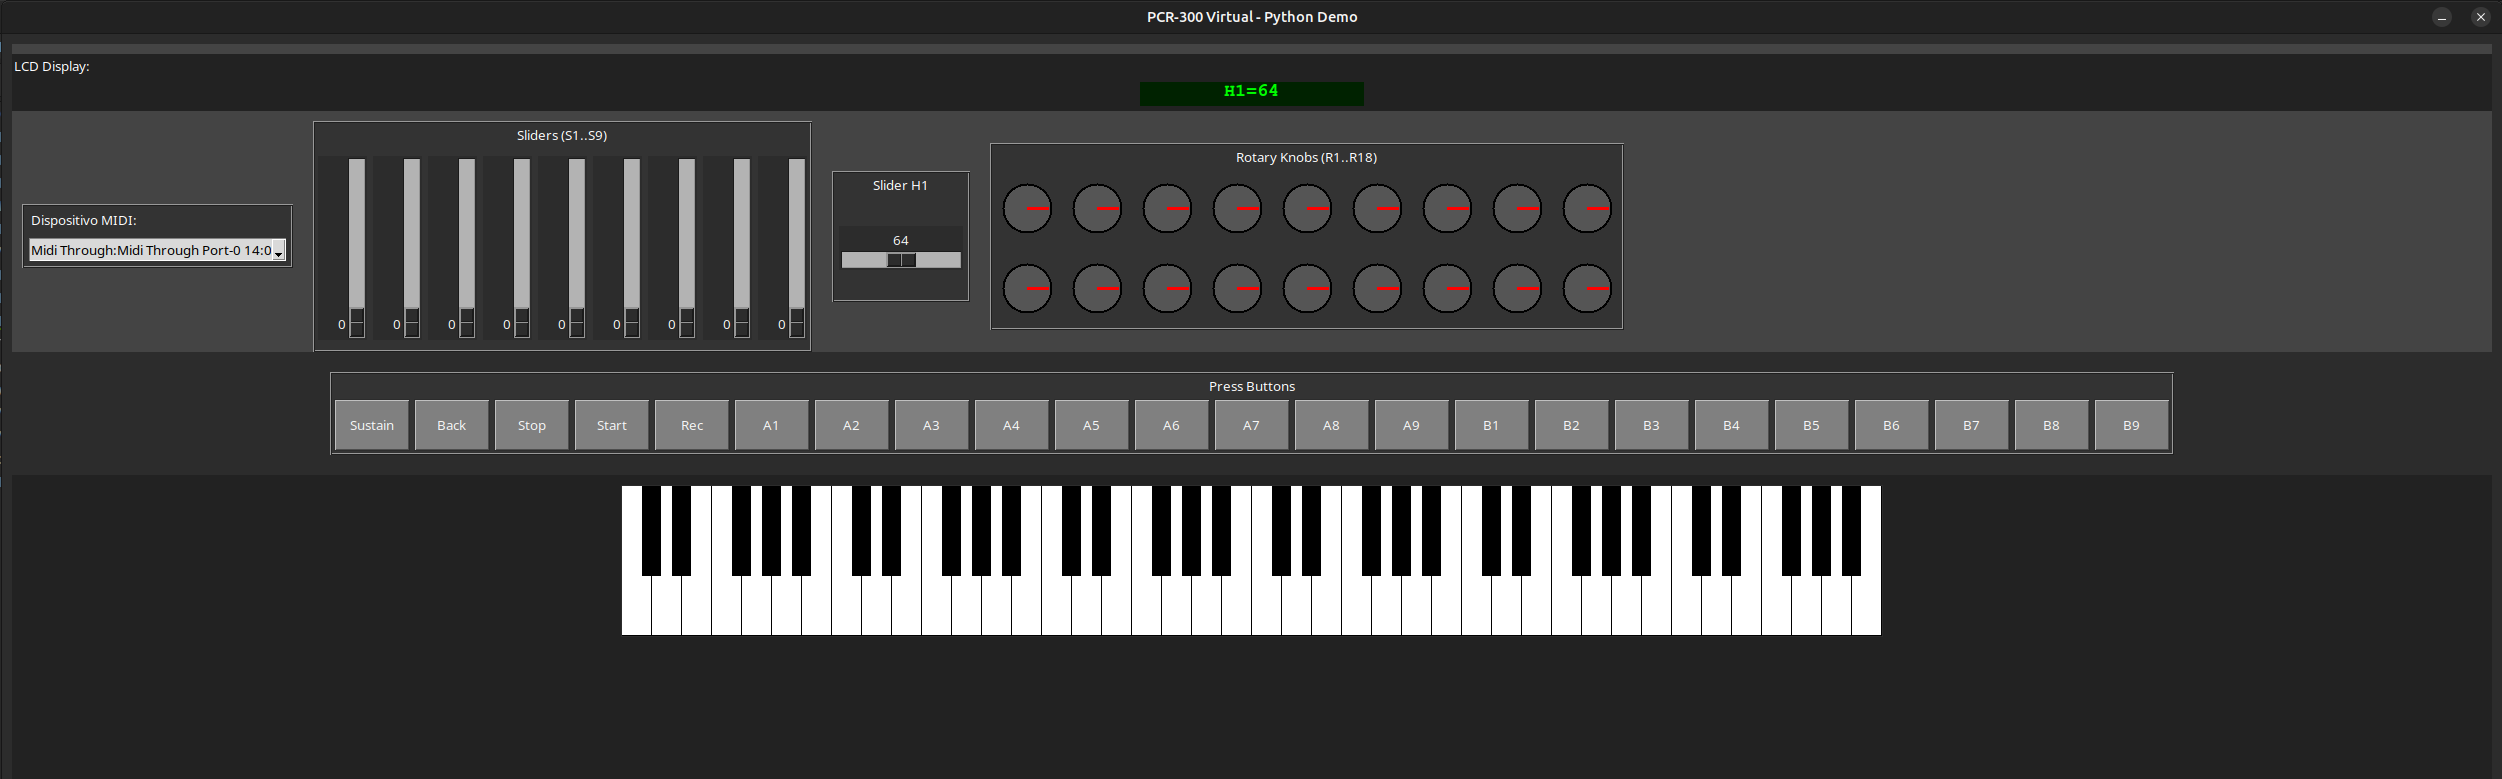 PCR-300 Virtual - Python Demo
LCD Display:
H1=64
Sliders (S1..S9)
0 0 0 0 0 0 0 0 0
Slider H1
64
Rotary Knobs (R1..R18)
Dispositivo MIDI:
Midi Through:Midi Through Port-0 14:0
Press Buttons
Sustain Back Stop Start Rec A1 A2 A3 A4 A5 A6 A7 A8 A9 B1 B2 B3 B4 B5 B6 B7 B8 B9